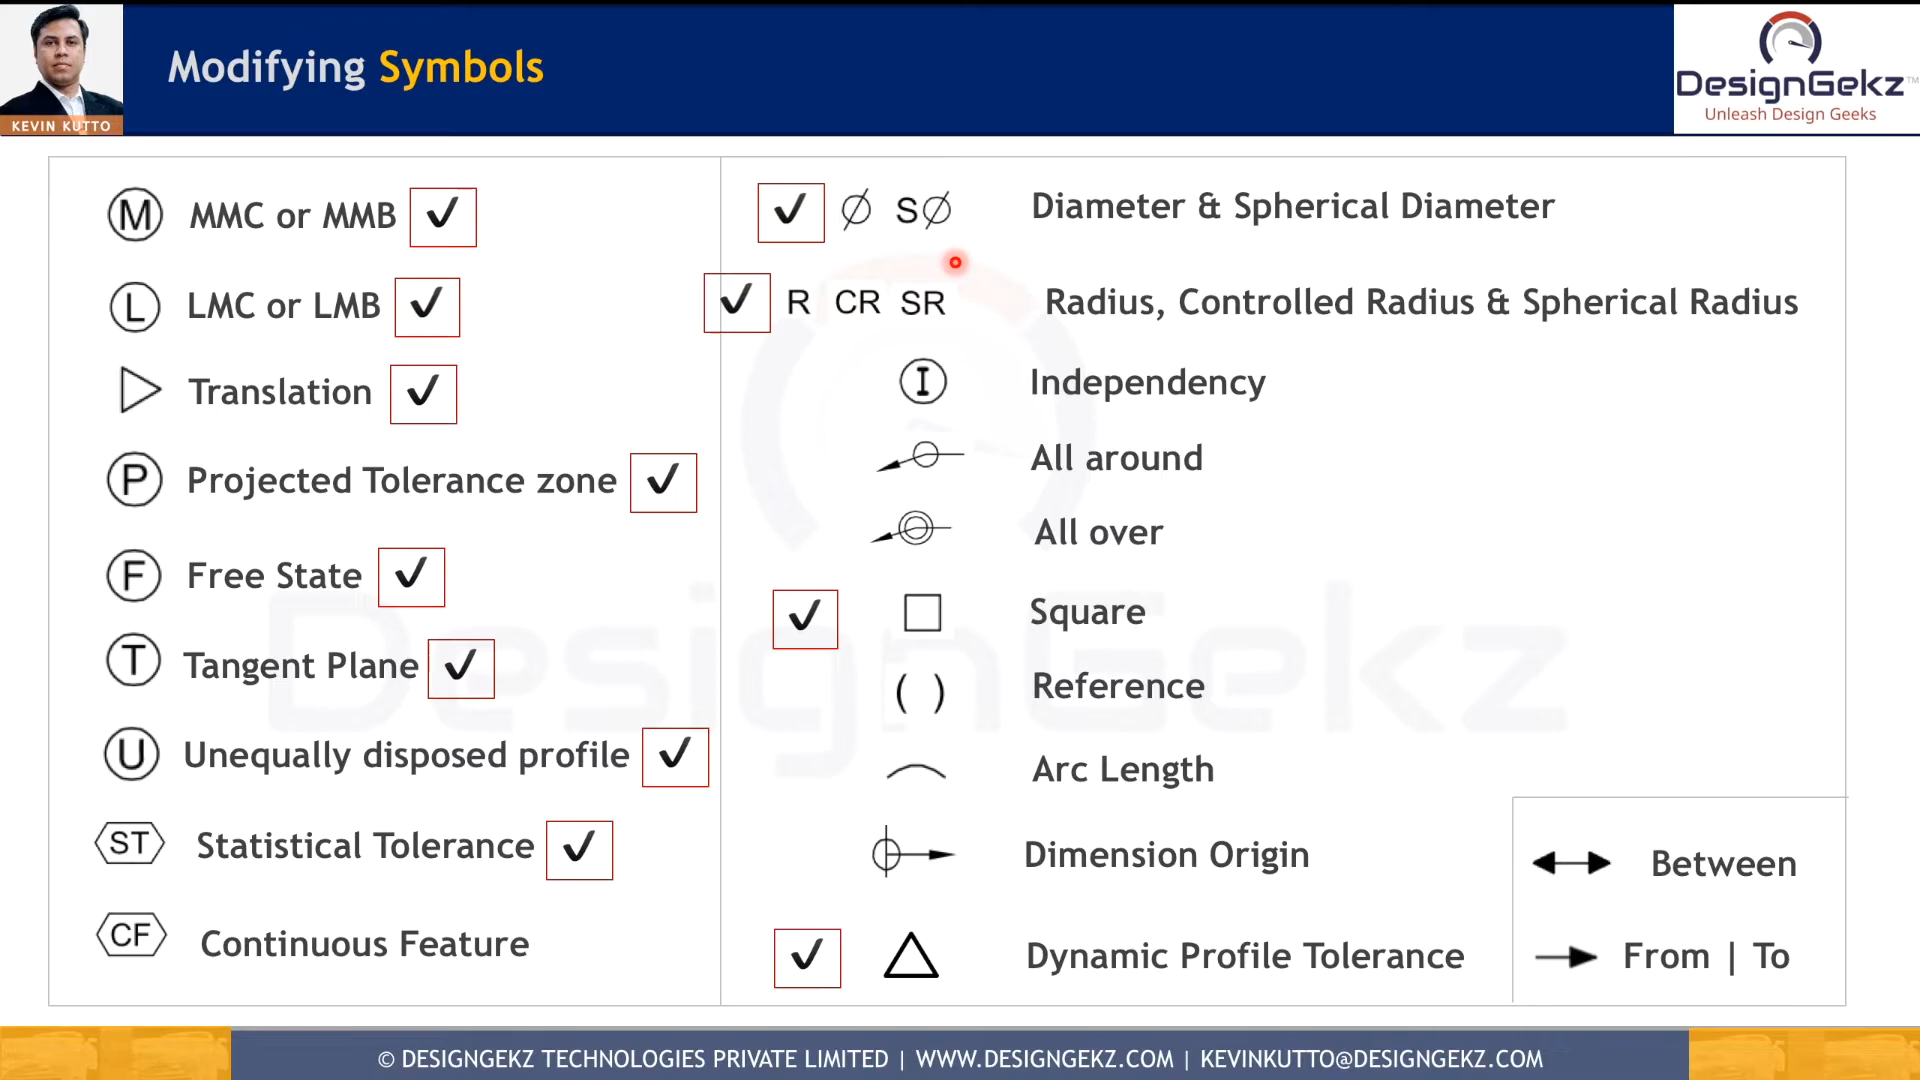 KEVIN KUTTO
Modifying Symbols
DesignGekz™
Unleash Design Geeks
M MMC or MMB ✔
L LMC or LMB ✔
Translation ✔
P Projected Tolerance zone ✔
F Free State ✔
T Tangent Plane ✔
U Unequally disposed profile ✔
ST Statistical Tolerance ✔
CF Continuous Feature
✔ ∅ S∅ Diameter & Spherical Diameter
✔ R CR SR Radius, Controlled Radius & Spherical Radius
I Independency
All around
All over
✔ Square
( ) Reference
Arc Length
Dimension Origin
✔ Dynamic Profile Tolerance
Between
From | To
DesignGekz
© DESIGNGEKZ TECHNOLOGIES PRIVATE LIMITED | WWW.DESIGNGEKZ.COM | KEVINKUTTO@DESIGNGEKZ.COM